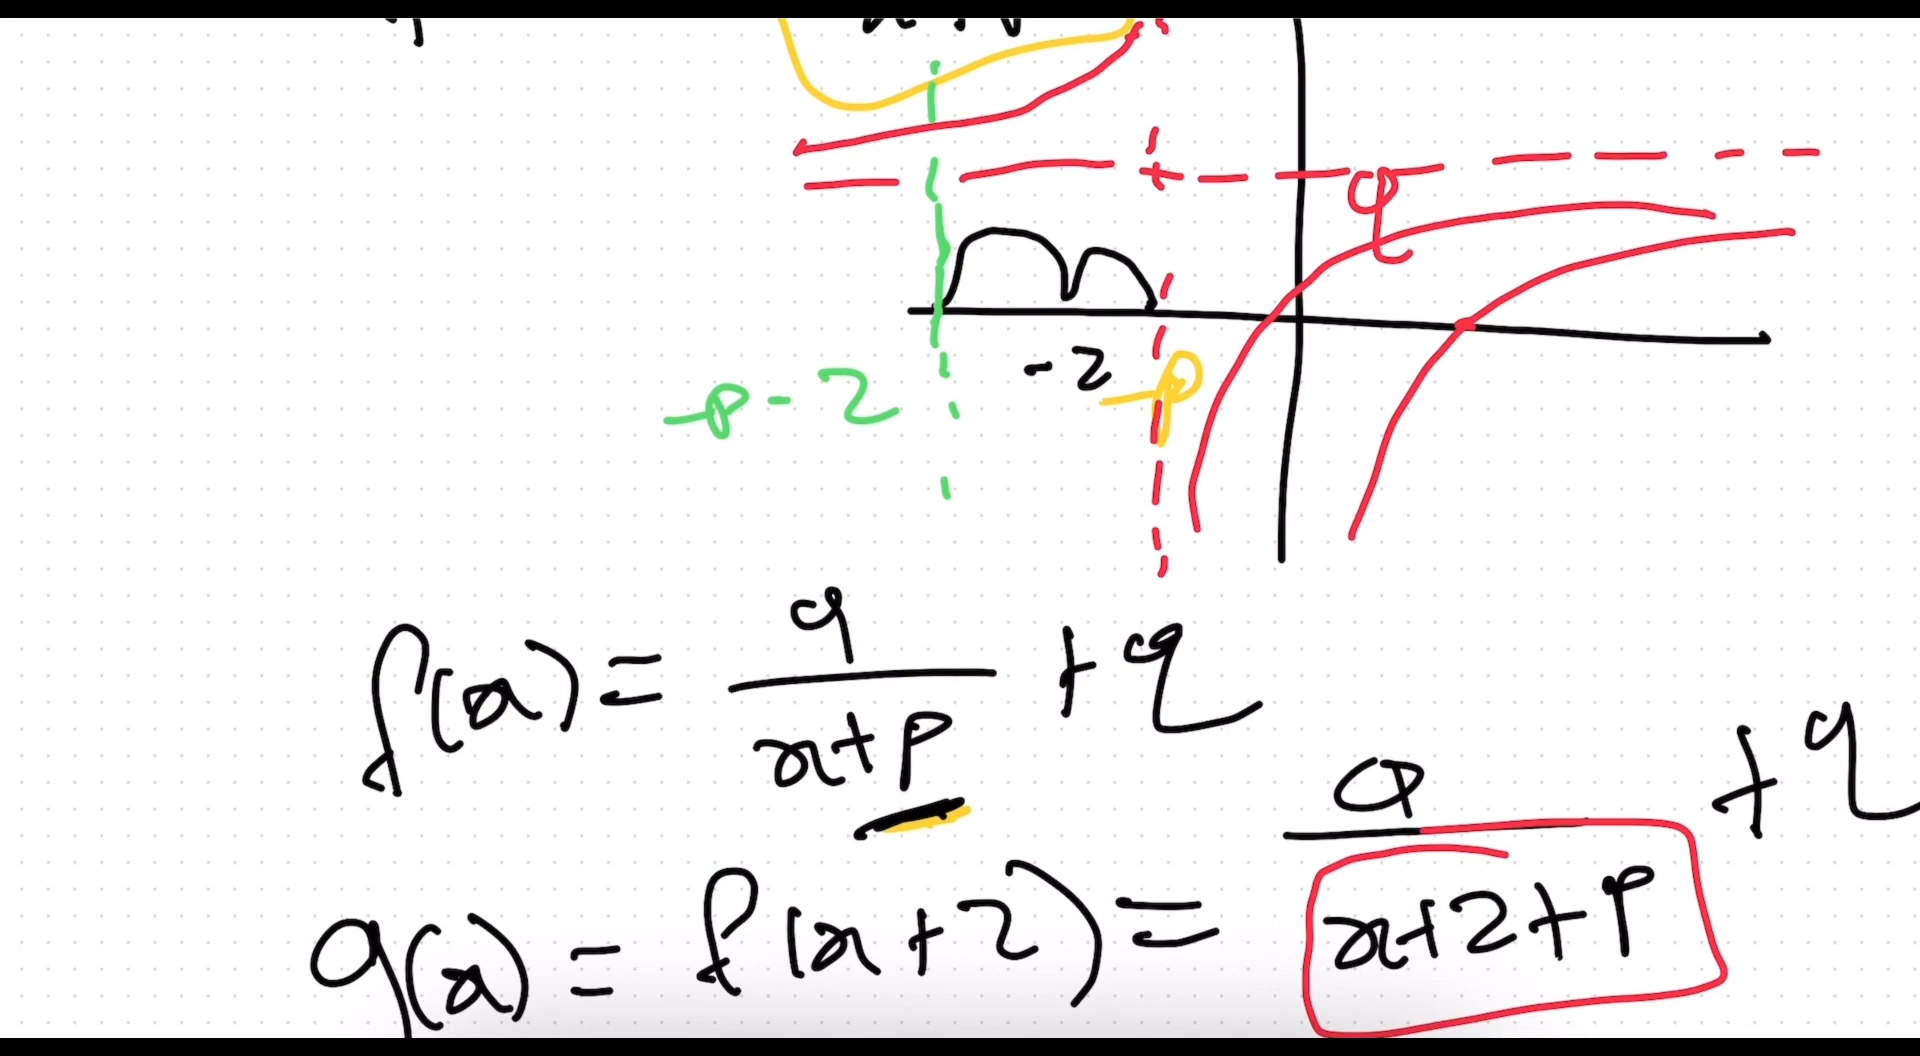 q
-2
-p
-p-2
f(x) = a/(x+p) + q
g(x) = f(x+2) = a/(x+2+p) + q